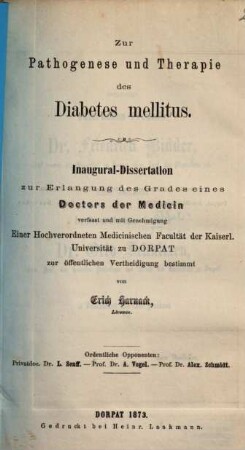 Zur
Pathogenese und Therapie
des
Diabetes mellitus.
Inaugural-Dissertation
zur Erlangung des Grades eines
Doctors der Medicin
verfasst und mit Genehmigung
Einer Hochverordneten Medicinischen Facultät der Kaiserl.
Universität zu DORPAT
zur öffentlichen Vertheidigung bestimmt
von
Erich Harnack,
Livonus.
Ordentliche Opponenten:
Privatdoc. Dr. L. Senff. — Prof. Dr. A. Vogel. — Prof. Dr. Alex. Schmidt.
DORPAT 1873.
Gedruckt bei Heinr. Laakmann.